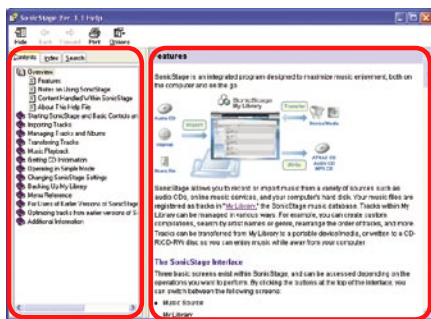 SonicStage Ver. 3.1 Help
Hide Back Forward Print Options
Contents Index Search
Overview
Features
Notes on Using SonicStage
Content Handled Within SonicStage
About This Help File
Starting SonicStage and Basic Controls an
Importing Tracks
Managing Tracks and Albums
Transferring Tracks
Music Playback
Getting CD Information
Operating in Simple Mode
Changing SonicStage Settings
Backing Up My Library
Menu Reference
For Users of Earlier Versions of SonicStage
Optimizing tracks from earlier versions of S
Additional Information
Features
SonicStage is an integrated program designed to maximize music enjoyment, both on
the computer and on the go.
SonicStage
My Library
Audio CD
Import
Transfer
Device/Media
Internet
Write
ATRAC CD
Audio CD
MP3 CD
Music file
SonicStage allows you to record or import music from a variety of sources such as
audio CDs, online music services, and your computer's hard disk. Your music files are
registered as tracks in "My Library," the SonicStage music database. Tracks within My
Library can be managed in various ways. For example, you can create custom
compilations, search by artist names or genre, rearrange the order of tracks, and more.
Tracks can be transferred from My Library to a portable device/media, or written to a CD-
R/CD-RW disc so you can enjoy music while away from your computer.
The SonicStage Interface
Three basic screens exist within SonicStage, and can be accessed depending on the
operations you want to perform. By clicking the buttons at the top of the interface, you
can switch between the following screens:
Music Source
My Library